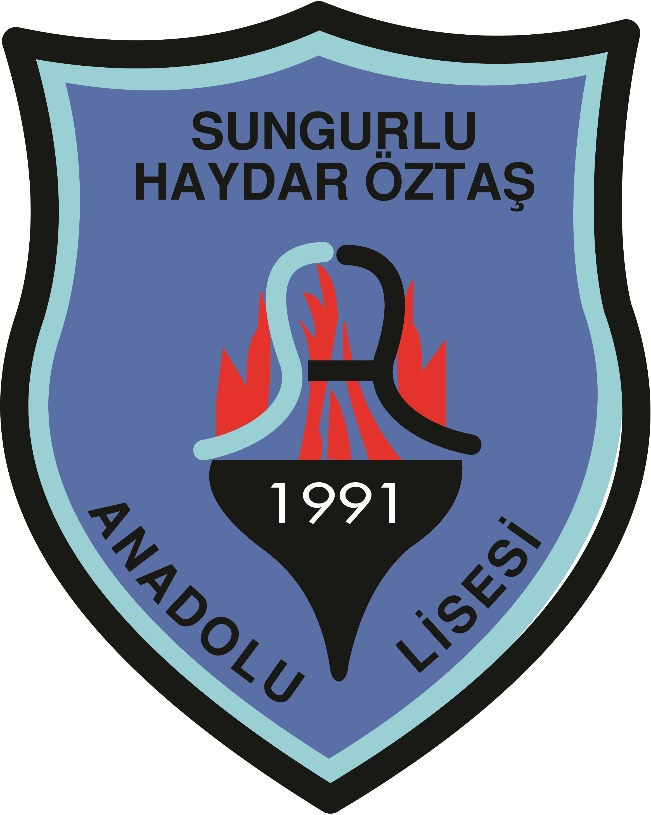 SUNGURLU
HAYDAR ÖZTAŞ
1991
ANADOLU LİSESİ